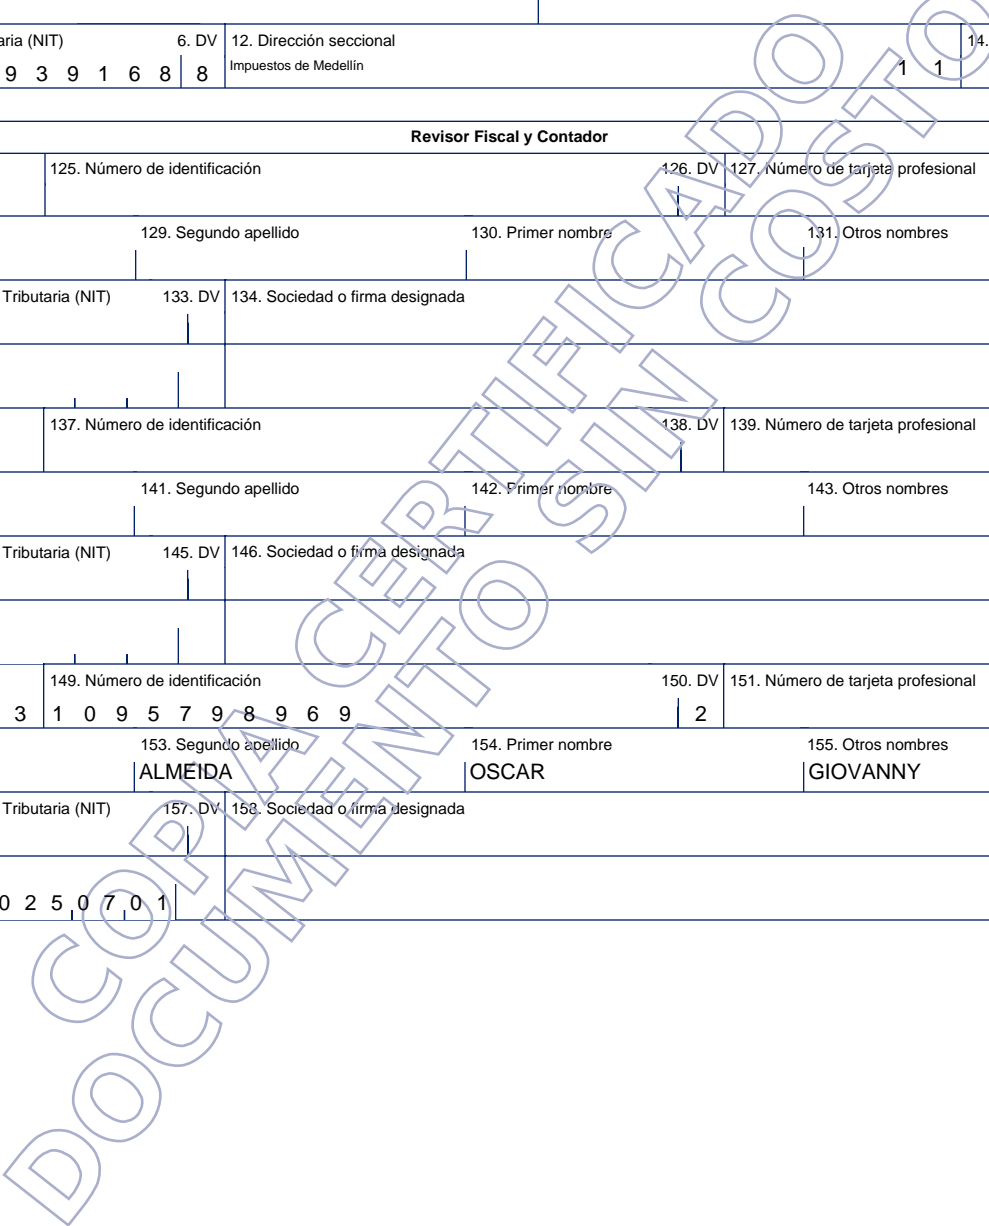 aria (NIT) 6. DV 12. Dirección seccional 14.
9 3 9 1 6 8 8 Impuestos de Medellín 1 1
Revisor Fiscal y Contador
125. Número de identificación 126. DV 127. Número de tarjeta profesional
129. Segundo apellido 130. Primer nombre 131. Otros nombres
Tributaria (NIT) 133. DV 134. Sociedad o firma designada
137. Número de identificación 138. DV 139. Número de tarjeta profesional
141. Segundo apellido 142. Primer nombre 143. Otros nombres
Tributaria (NIT) 145. DV 146. Sociedad o firma designada
149. Número de identificación 150. DV 151. Número de tarjeta profesional
3 1 0 9 5 7 9 8 9 6 9 2
153. Segundo apellido 154. Primer nombre 155. Otros nombres
ALMEIDA OSCAR GIOVANNY
Tributaria (NIT) 157. DV 158. Sociedad o firma designada
0 2 5 0 7 0 1
COPIA CERTIFICADO
DOCUMENTO SIN COSTO